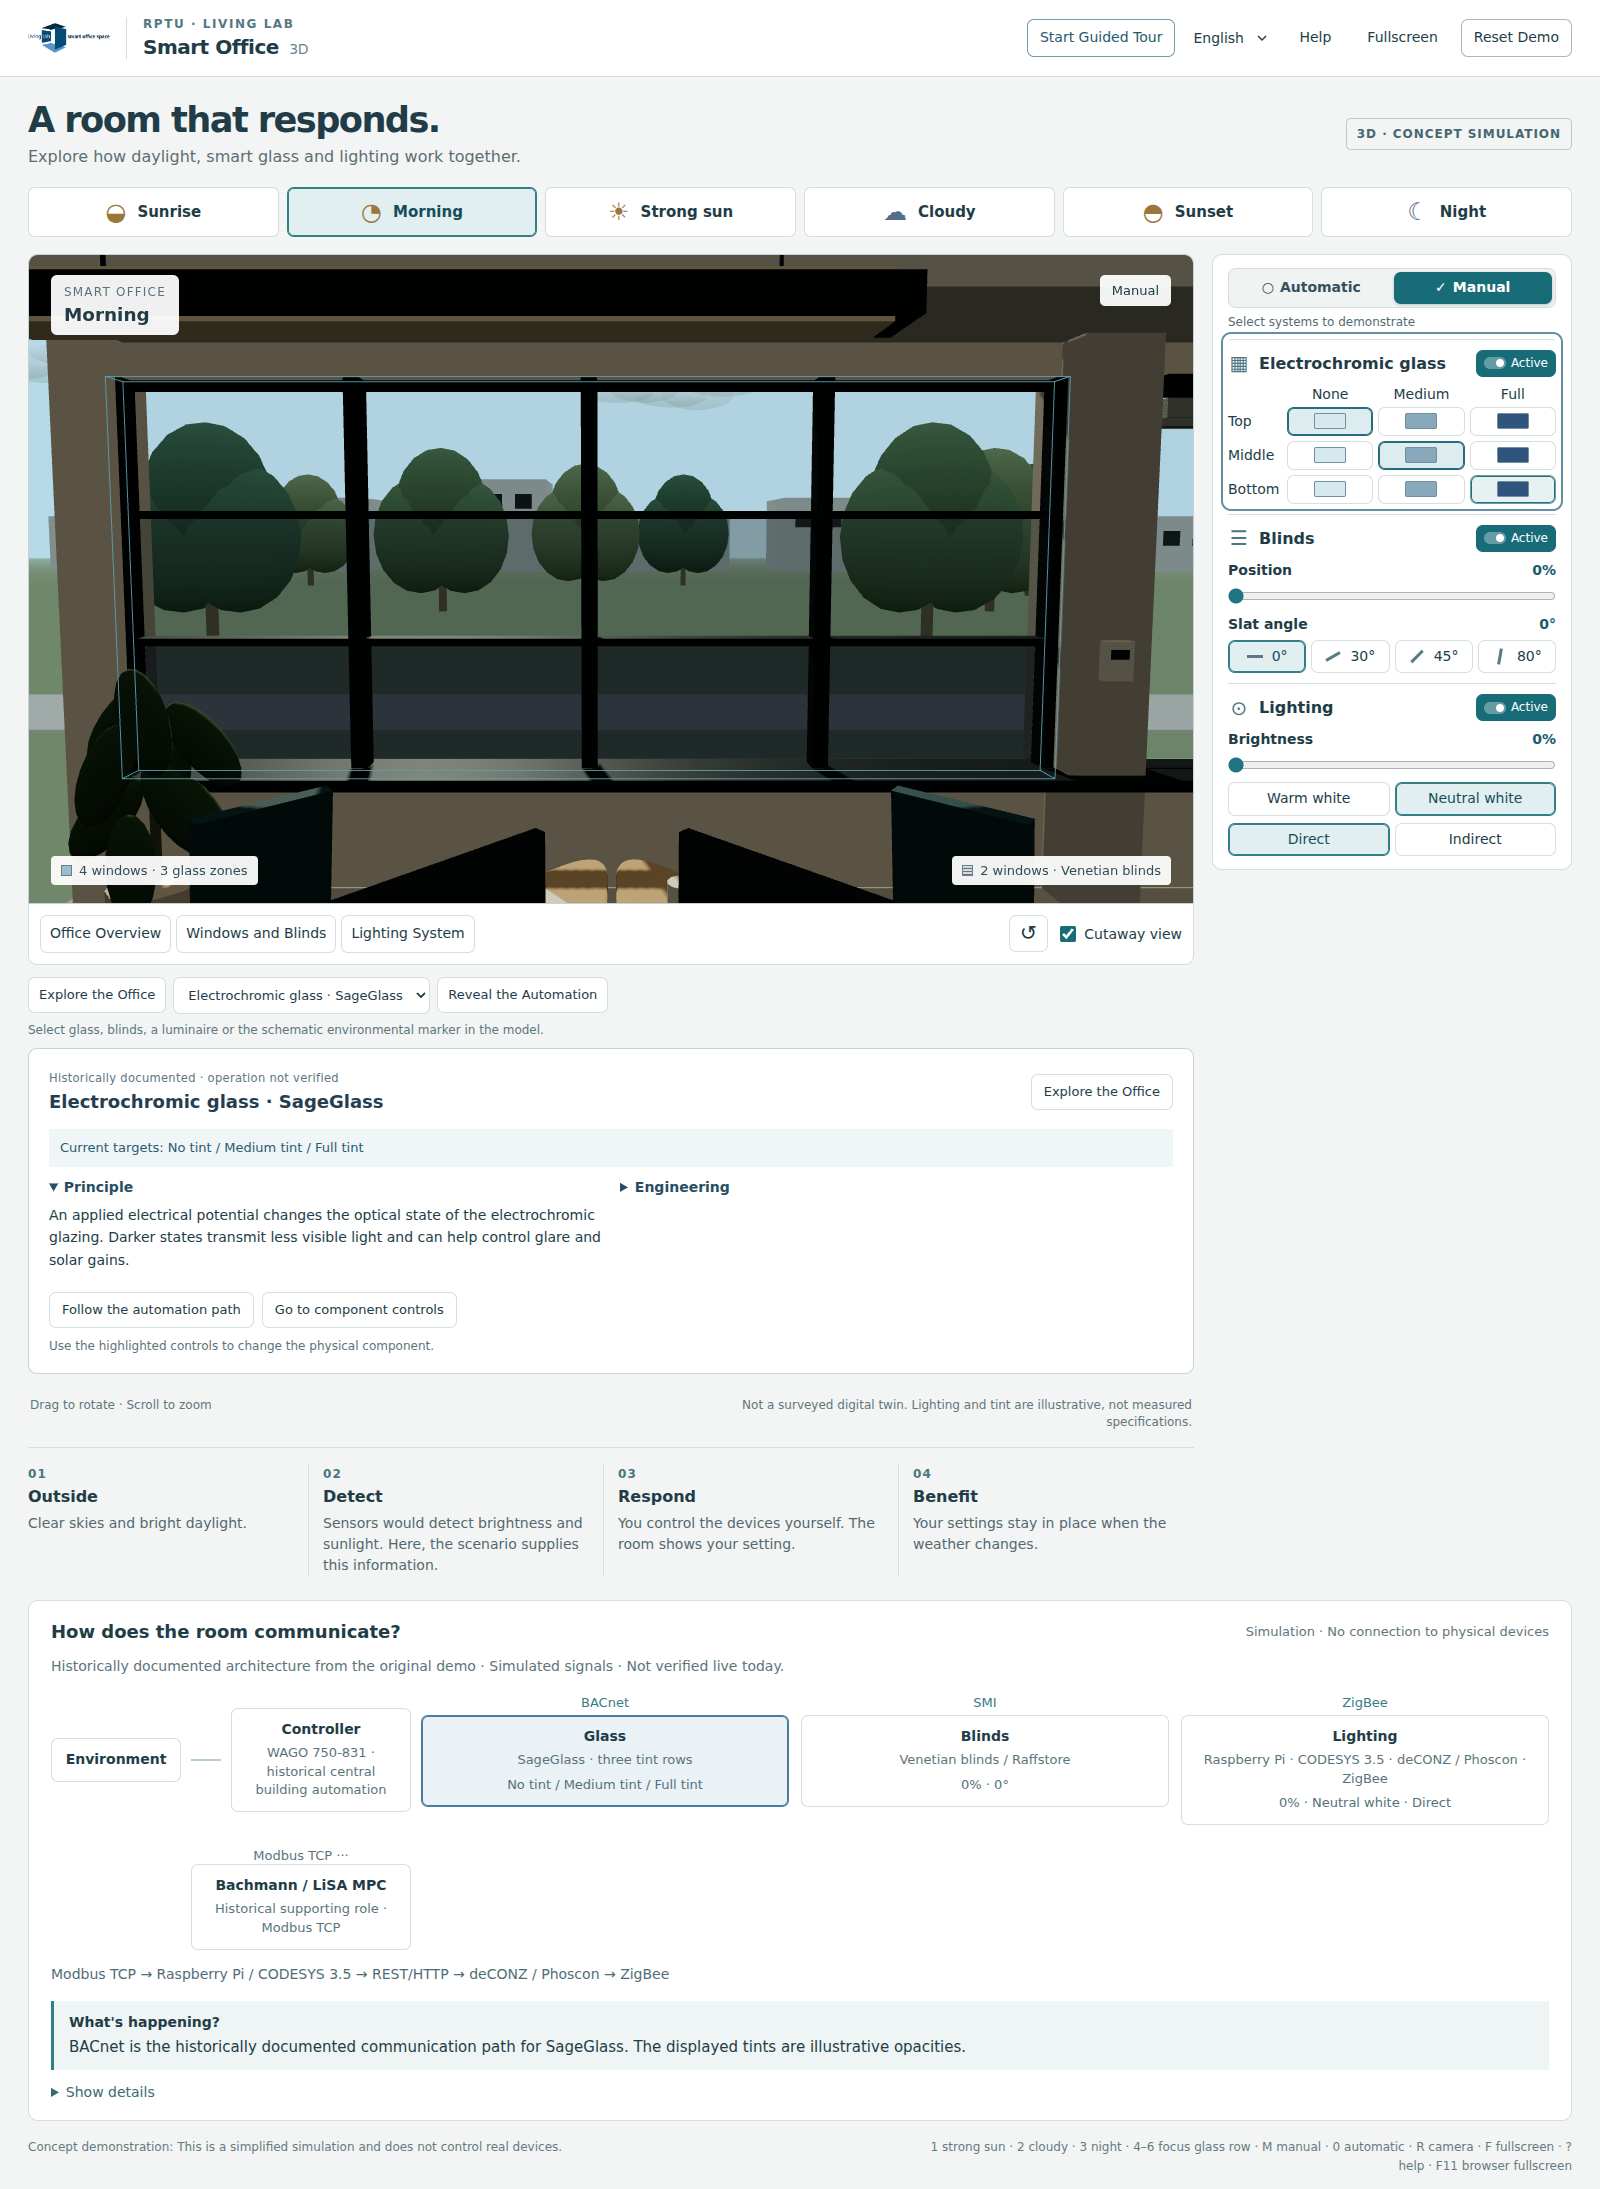 living lab smart office space
RPTU · LIVING LAB
Smart Office 3D
Start Guided Tour
English
Help
Fullscreen
Reset Demo
A room that responds.
Explore how daylight, smart glass and lighting work together.
3D · CONCEPT SIMULATION
Sunrise
Morning
Strong sun
Cloudy
Sunset
Night
SMART OFFICE
Morning
Manual
4 windows · 3 glass zones
2 windows · Venetian blinds
Office Overview
Windows and Blinds
Lighting System
↺
Cutaway view
○ Automatic
✓ Manual
Select systems to demonstrate
Electrochromic glass
Active
None Medium Full
Top
Middle
Bottom
Blinds
Active
Position 0%
Slat angle 0°
0° 30° 45° 80°
Lighting
Active
Brightness 0%
Warm white
Neutral white
Direct
Indirect
Explore the Office
Electrochromic glass · SageGlass
Reveal the Automation
Select glass, blinds, a luminaire or the schematic environmental marker in the model.
Historically documented · operation not verified
Electrochromic glass · SageGlass
Explore the Office
Current targets: No tint / Medium tint / Full tint
▼ Principle
An applied electrical potential changes the optical state of the electrochromic
glazing. Darker states transmit less visible light and can help control glare and
solar gains.
▶ Engineering
Follow the automation path
Go to component controls
Use the highlighted controls to change the physical component.
Drag to rotate · Scroll to zoom
Not a surveyed digital twin. Lighting and tint are illustrative, not measured
specifications.
01
Outside
Clear skies and bright daylight.
02
Detect
Sensors would detect brightness and
sunlight. Here, the scenario supplies
this information.
03
Respond
You control the devices yourself. The
room shows your setting.
04
Benefit
Your settings stay in place when the
weather changes.
How does the room communicate?
Simulation · No connection to physical devices
Historically documented architecture from the original demo · Simulated signals · Not verified live today.
Environment
Controller
WAGO 750-831 ·
historical central
building automation
BACnet
Glass
SageGlass · three tint rows
No tint / Medium tint / Full tint
SMI
Blinds
Venetian blinds / Raffstore
0% · 0°
ZigBee
Lighting
Raspberry Pi · CODESYS 3.5 · deCONZ / Phoscon ·
ZigBee
0% · Neutral white · Direct
Modbus TCP ···
Bachmann / LiSA MPC
Historical supporting role ·
Modbus TCP
Modbus TCP → Raspberry Pi / CODESYS 3.5 → REST/HTTP → deCONZ / Phoscon → ZigBee
What's happening?
BACnet is the historically documented communication path for SageGlass. The displayed tints are illustrative opacities.
▶ Show details
Concept demonstration: This is a simplified simulation and does not control real devices.
1 strong sun · 2 cloudy · 3 night · 4–6 focus glass row · M manual · 0 automatic · R camera · F fullscreen · ?
help · F11 browser fullscreen